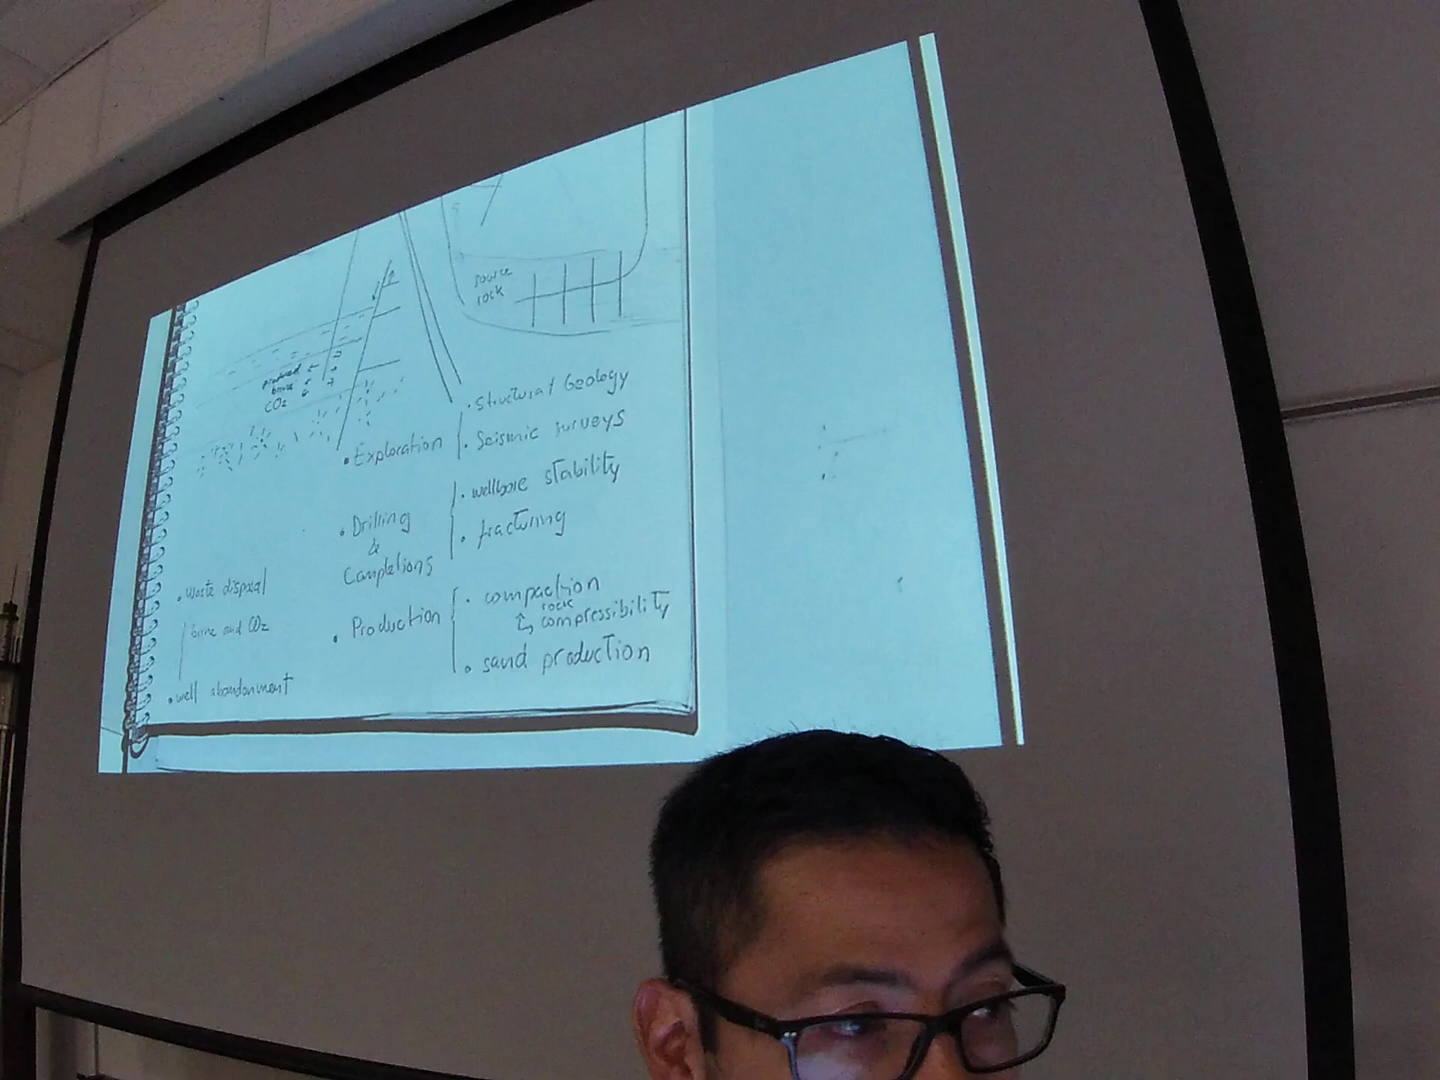 source
rock
produced
brine
CO₂
• Exploration
• Structural Geology
• Seismic surveys
• Drilling
&
Completions
• wellbore stability
• fracturing
• Production
• compaction
rock
↳ compressibility
• sand production
• waste disposal
brine and CO₂
• well abandonment